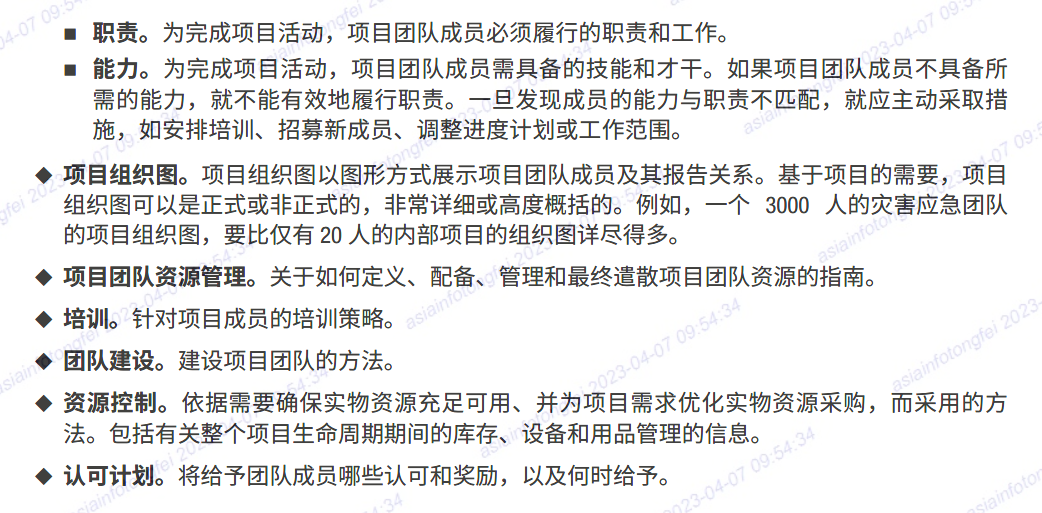 ■ 职责。为完成项目活动，项目团队成员必须履行的职责和工作。
■ 能力。为完成项目活动，项目团队成员需具备的技能和才干。如果项目团队成员不具备所
需的能力，就不能有效地履行职责。一旦发现成员的能力与职责不匹配，就应主动采取措
施，如安排培训、招募新成员、调整进度计划或工作范围。
◆ 项目组织图。项目组织图以图形方式展示项目团队成员及其报告关系。基于项目的需要，项目
组织图可以是正式或非正式的，非常详细或高度概括的。例如，一个 3000 人的灾害应急团队
的项目组织图，要比仅有 20 人的内部项目的组织图详尽得多。
◆ 项目团队资源管理。关于如何定义、配备、管理和最终遣散项目团队资源的指南。
◆ 培训。针对项目成员的培训策略。
◆ 团队建设。建设项目团队的方法。
◆ 资源控制。依据需要确保实物资源充足可用、并为项目需求优化实物资源采购，而采用的方
法。包括有关整个项目生命周期期间的库存、设备和用品管理的信息。
◆ 认可计划。将给予团队成员哪些认可和奖励，以及何时给予。
asiainfotongfei 2023-04-07 09:54:34